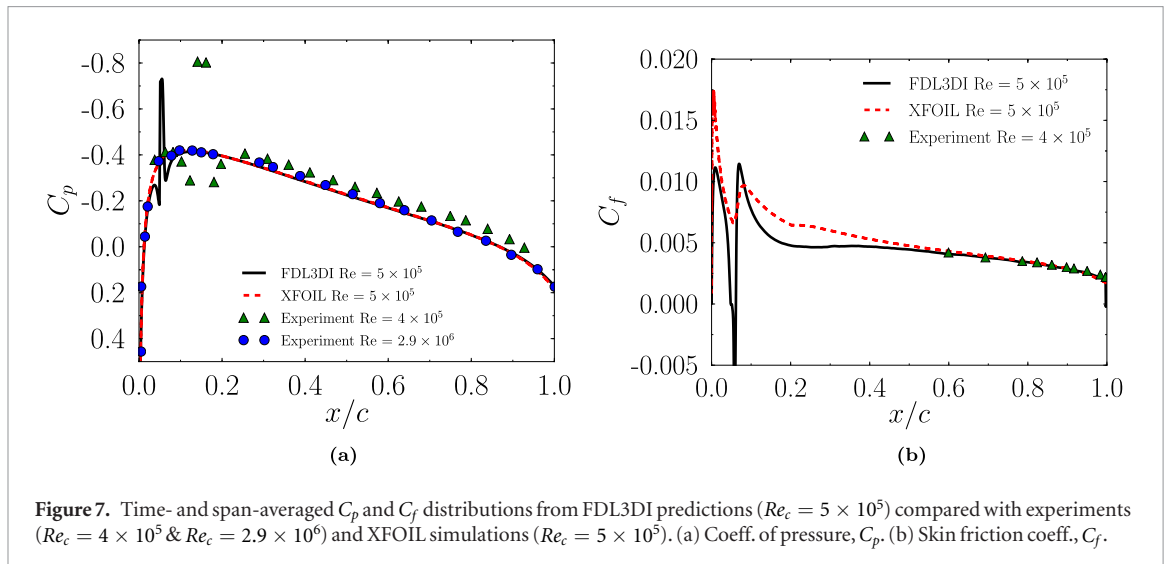 -0.8
-0.6
-0.4
-0.2
0.0
0.2
0.4
C_p
FDL3DI Re = 5 × 10^5
XFOIL Re = 5 × 10^5
Experiment Re = 4 × 10^5
Experiment Re = 2.9 × 10^6
0.0 0.2 0.4 0.6 0.8 1.0
x/c
(a)
0.020
0.015
0.010
0.005
0.000
-0.005
C_f
FDL3DI Re = 5 × 10^5
XFOIL Re = 5 × 10^5
Experiment Re = 4 × 10^5
0.0 0.2 0.4 0.6 0.8 1.0
x/c
(b)
Figure 7. Time- and span-averaged C_p and C_f distributions from FDL3DI predictions (Re_c = 5 × 10^5) compared with experiments
(Re_c = 4 × 10^5 & Re_c = 2.9 × 10^6) and XFOIL simulations (Re_c = 5 × 10^5). (a) Coeff. of pressure, C_p. (b) Skin friction coeff., C_f.